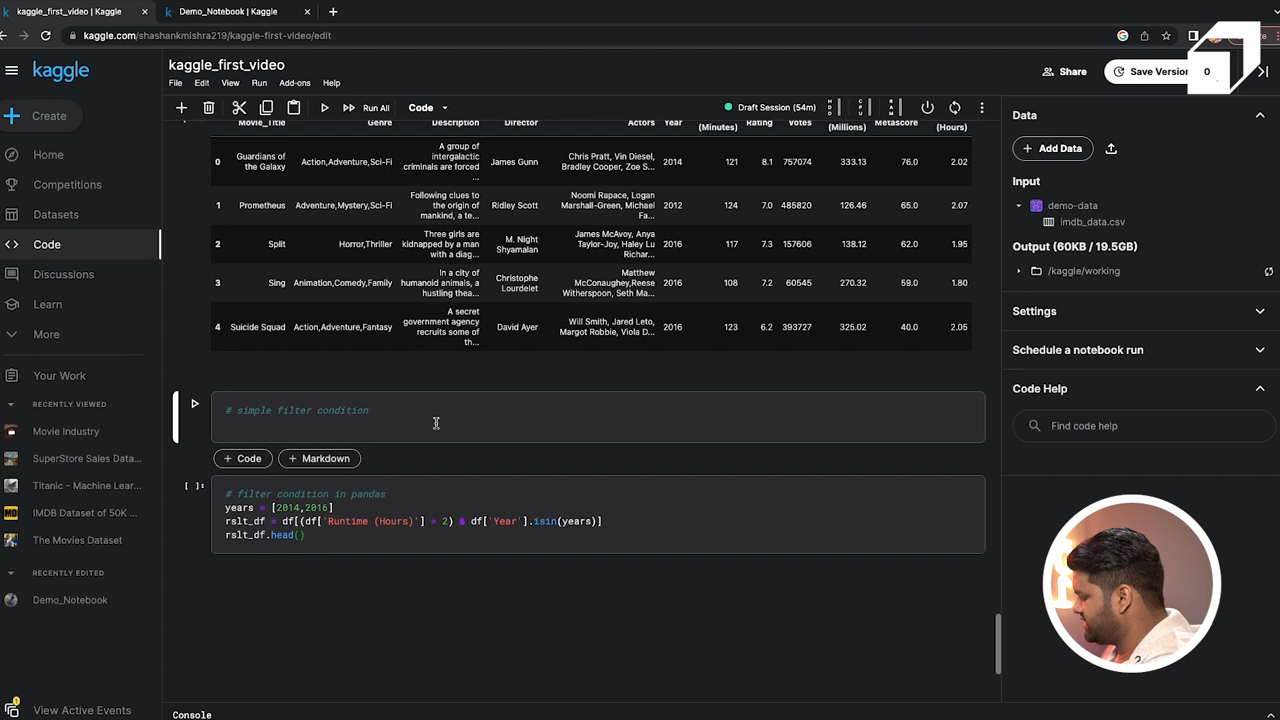 kaggle_first_video | Kaggle
Demo_Notebook | Kaggle
kaggle.com/shashankmishra219/kaggle-first-video/edit
kaggle
kaggle_first_video
File Edit View Run Add-ons Help
Share
Save Version
0
Run All
Code
Draft Session (54m)
Create
Home
Competitions
Datasets
Code
Discussions
Learn
More
Your Work
RECENTLY VIEWED
Movie Industry
SuperStore Sales Data...
Titanic - Machine Lear...
IMDB Dataset of 50K ...
The Movies Dataset
RECENTLY EDITED
Demo_Notebook
View Active Events
Movie_Title Genre Description Director Actors Year (Minutes) Rating Votes (Millions) Metascore (Hours)
0 Guardians of the Galaxy Action,Adventure,Sci-Fi A group of intergalactic criminals are forced ... James Gunn Chris Pratt, Vin Diesel, Bradley Cooper, Zoe S... 2014 121 8.1 757074 333.13 76.0 2.02
1 Prometheus Adventure,Mystery,Sci-Fi Following clues to the origin of mankind, a te... Ridley Scott Noomi Rapace, Logan Marshall-Green, Michael Fa... 2012 124 7.0 485820 126.46 65.0 2.07
2 Split Horror,Thriller Three girls are kidnapped by a man with a diag... M. Night Shyamalan James McAvoy, Anya Taylor-Joy, Haley Lu Richar... 2016 117 7.3 157606 138.12 62.0 1.95
3 Sing Animation,Comedy,Family In a city of humanoid animals, a hustling thea... Christophe Lourdelet Matthew McConaughey,Reese Witherspoon, Seth Ma... 2016 108 7.2 60545 270.32 59.0 1.80
4 Suicide Squad Action,Adventure,Fantasy A secret government agency recruits some of th... David Ayer Will Smith, Jared Leto, Margot Robbie, Viola D... 2016 123 6.2 393727 325.02 40.0 2.05
# simple filter condition
+ Code
+ Markdown
[ ]:
# filter condition in pandas
years = [2014,2016]
rslt_df = df[(df['Runtime (Hours)'] > 2) & df['Year'].isin(years)]
rslt_df.head()
Console
Data
+ Add Data
Input
demo-data
imdb_data.csv
Output (60KB / 19.5GB)
/kaggle/working
Settings
Schedule a notebook run
Code Help
Find code help